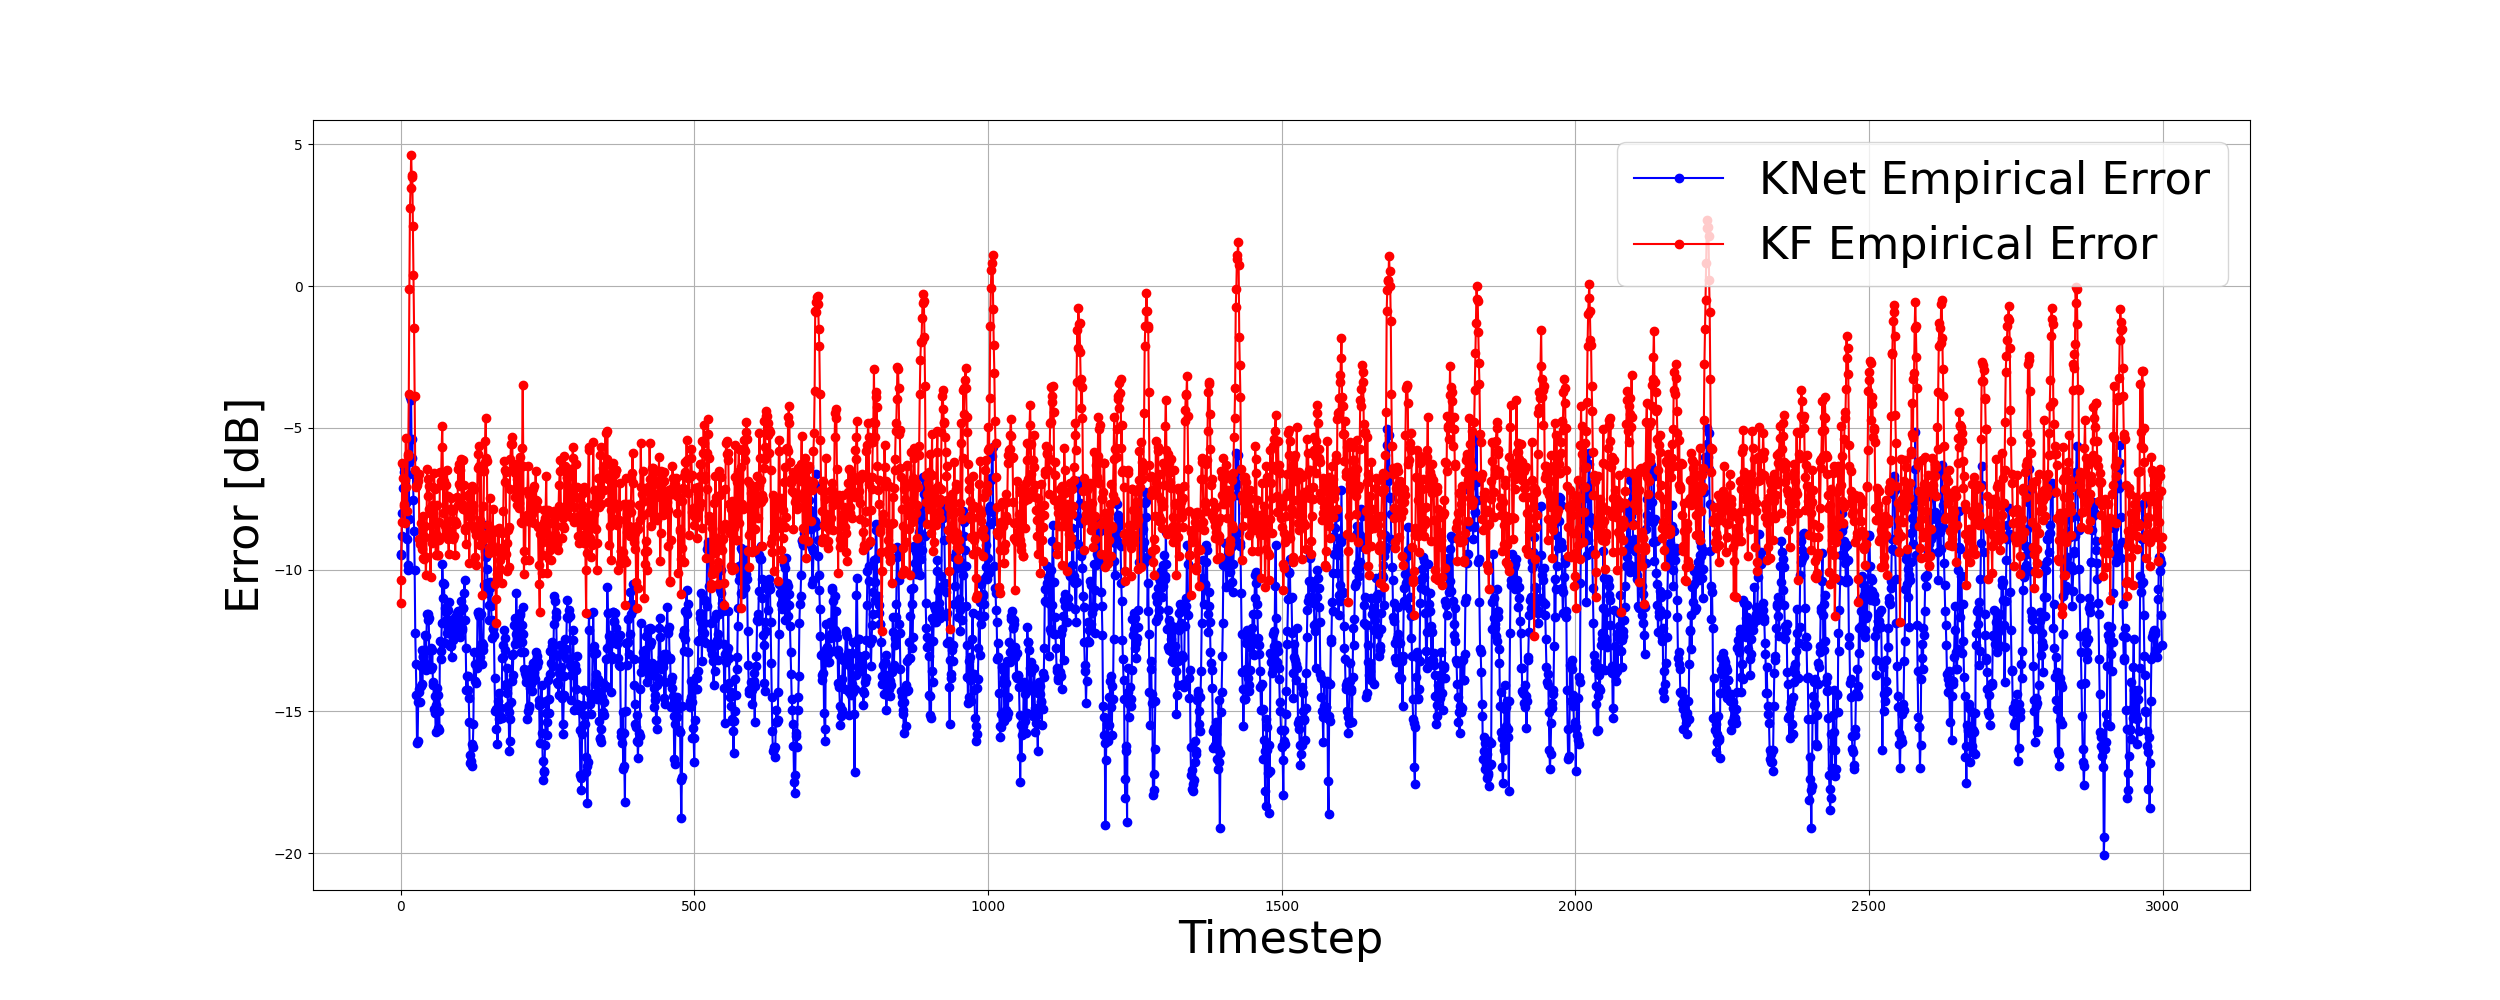 KNet Empirical Error
KF Empirical Error
5
0
−5
−10
−15
−20
Error [dB]
0 500 1000 1500 2000 2500 3000
Timestep